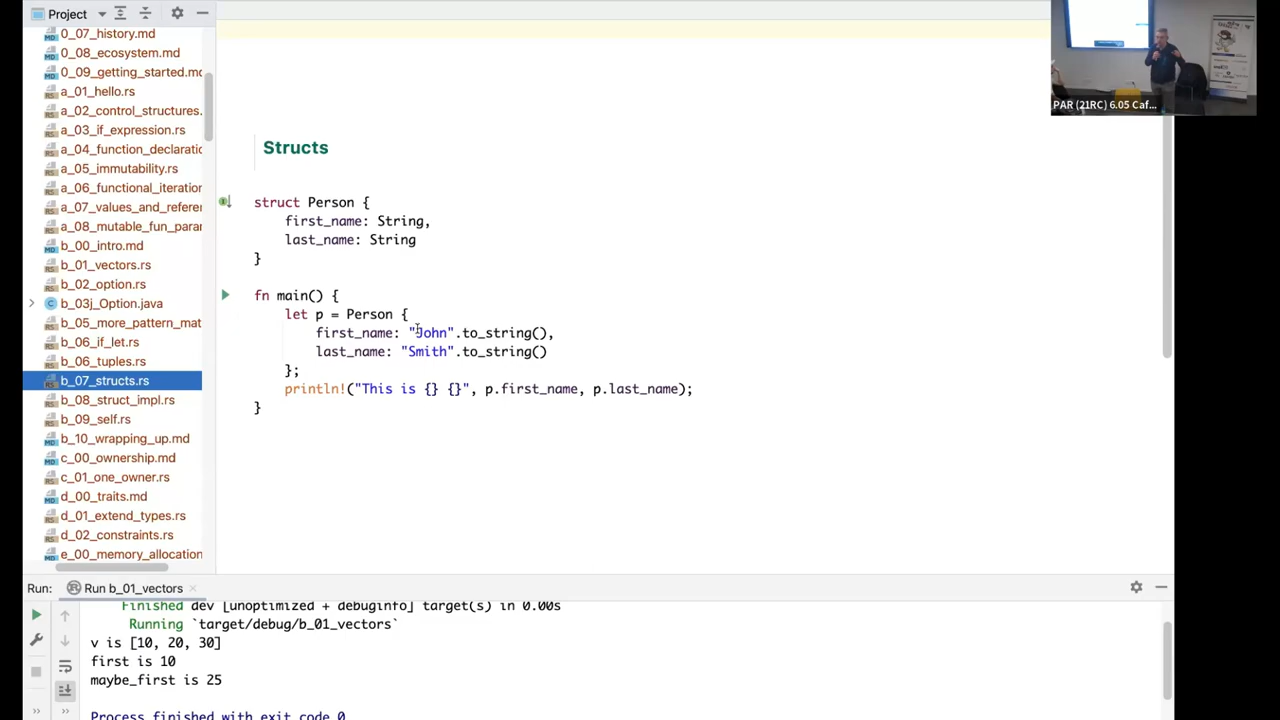 Project
0_07_history.md
0_08_ecosystem.md
0_09_getting_started.md
a_01_hello.rs
a_02_control_structures.
a_03_if_expression.rs
a_04_function_declaratic
a_05_immutability.rs
a_06_functional_iteration
a_07_values_and_referen
a_08_mutable_fun_parar
b_00_intro.md
b_01_vectors.rs
b_02_option.rs
b_03j_Option.java
b_05_more_pattern_mat
b_06_if_let.rs
b_06_tuples.rs
b_07_structs.rs
b_08_struct_impl.rs
b_09_self.rs
b_10_wrapping_up.md
c_00_ownership.md
c_01_one_owner.rs
d_00_traits.md
d_01_extend_types.rs
d_02_constraints.rs
e_00_memory_allocation
Structs
struct Person {
first_name: String,
last_name: String
}
fn main() {
let p = Person {
first_name: "John".to_string(),
last_name: "Smith".to_string()
};
println!("This is {} {}", p.first_name, p.last_name);
}
PAR (21RC) 6.05 Caf...
Run: Run b_01_vectors
Finished dev [unoptimized + debuginfo] target(s) in 0.00s
Running `target/debug/b_01_vectors`
v is [10, 20, 30]
first is 10
maybe_first is 25
Process finished with exit code 0